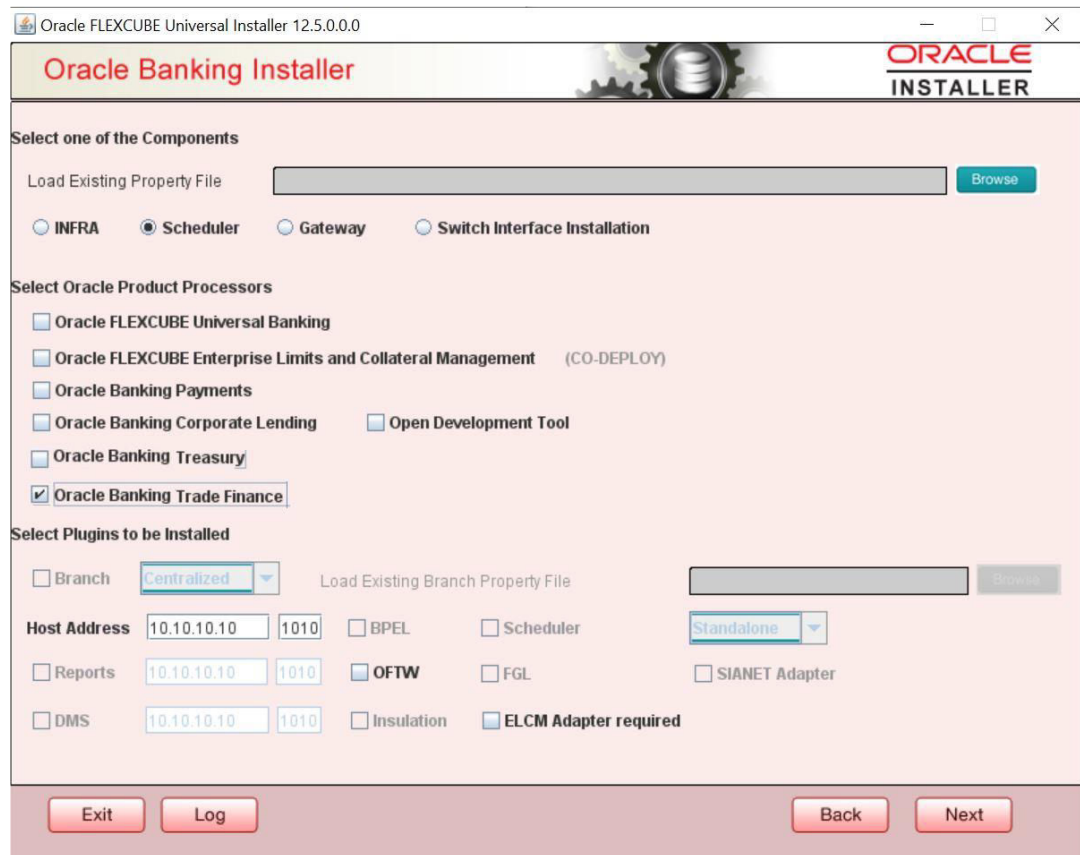 Oracle FLEXCUBE Universal Installer 12.5.0.0.0
Oracle Banking Installer
ORACLE
INSTALLER
Select one of the Components
Load Existing Property File Browse
INFRA Scheduler Gateway Switch Interface Installation
Select Oracle Product Processors
Oracle FLEXCUBE Universal Banking
Oracle FLEXCUBE Enterprise Limits and Collateral Management (CO-DEPLOY)
Oracle Banking Payments
Oracle Banking Corporate Lending Open Development Tool
Oracle Banking Treasury
Oracle Banking Trade Finance
Select Plugins to be Installed
Branch Centralized Load Existing Branch Property File Browse
Host Address 10.10.10.10 1010 BPEL Scheduler Standalone
Reports 10.10.10.10 1010 OFTW FGL SIANET Adapter
DMS 10.10.10.10 1010 Insulation ELCM Adapter required
Exit Log Back Next